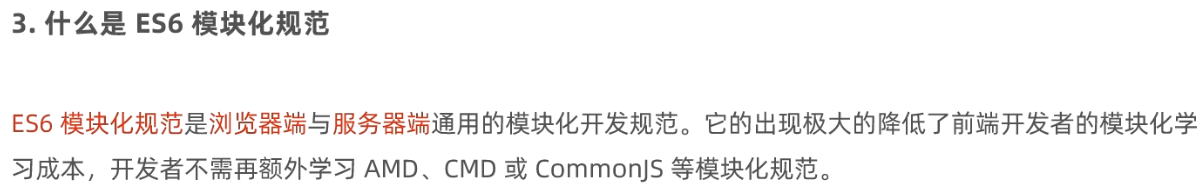 3. 什么是 ES6 模块化规范
ES6 模块化规范是浏览器端与服务器端通用的模块化开发规范。它的出现极大的降低了前端开发者的模块化学
习成本，开发者不需再额外学习 AMD、CMD 或 CommonJS 等模块化规范。